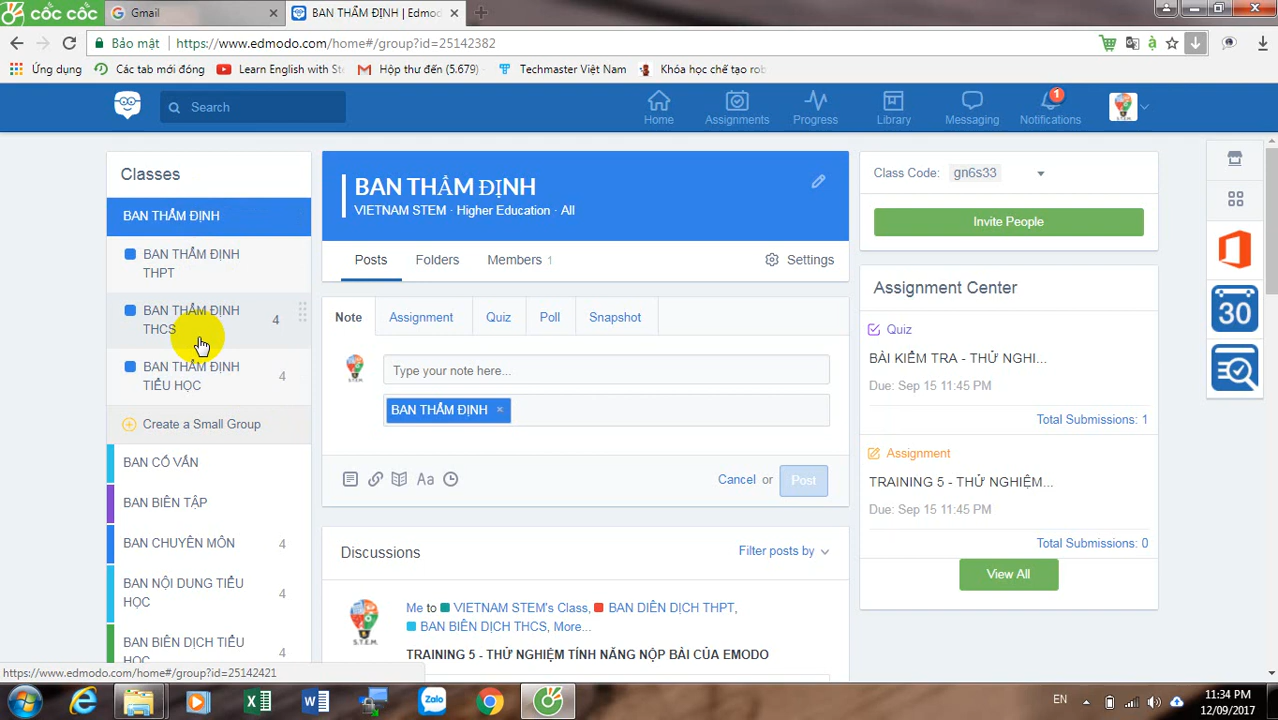 cốc cốc
Gmail
BAN THẨM ĐỊNH | Edmod
Bảo mật
https://www.edmodo.com/home#/group?id=25142382
Ứng dụng
Các tab mới đóng
Learn English with Ste
Hộp thư đến (5.679)
Techmaster Việt Nam
Khóa học chế tạo rob
Search
Home
Assignments
Progress
Library
Messaging
1
Notifications
Classes
BAN THẨM ĐỊNH
BAN THẨM ĐỊNH
THPT
BAN THẨM ĐỊNH
THCS
4
BAN THẨM ĐỊNH
TIỂU HỌC
4
Create a Small Group
BAN CỐ VẤN
BAN BIÊN TẬP
BAN CHUYÊN MÔN
4
BAN NỘI DUNG TIỂU
HỌC
4
BAN BIÊN DỊCH TIỂU
HỌC
4
BAN THẨM ĐỊNH
VIETNAM STEM · Higher Education · All
Posts
Folders
Members 1
Settings
Note
Assignment
Quiz
Poll
Snapshot
Type your note here...
BAN THẨM ĐỊNH ×
Aa
Cancel or
Post
Discussions
Filter posts by
Me to VIETNAM STEM's Class, BAN DIÊN DỊCH THPT,
BAN BIÊN DỊCH THCS, More...
TRAINING 5 - THỬ NGHIỆM TÍNH NĂNG NỘP BÀI CỦA EMODO
S.T.E.M.
Class Code: gn6s33
Invite People
Assignment Center
Quiz
BÀI KIỂM TRA - THỬ NGHI...
Due: Sep 15 11:45 PM
Total Submissions: 1
Assignment
TRAINING 5 - THỬ NGHIỆM...
Due: Sep 15 11:45 PM
Total Submissions: 0
View All
30
https://www.edmodo.com/home#/group?id=25142421
Zalo
EN
11:34 PM
12/09/2017